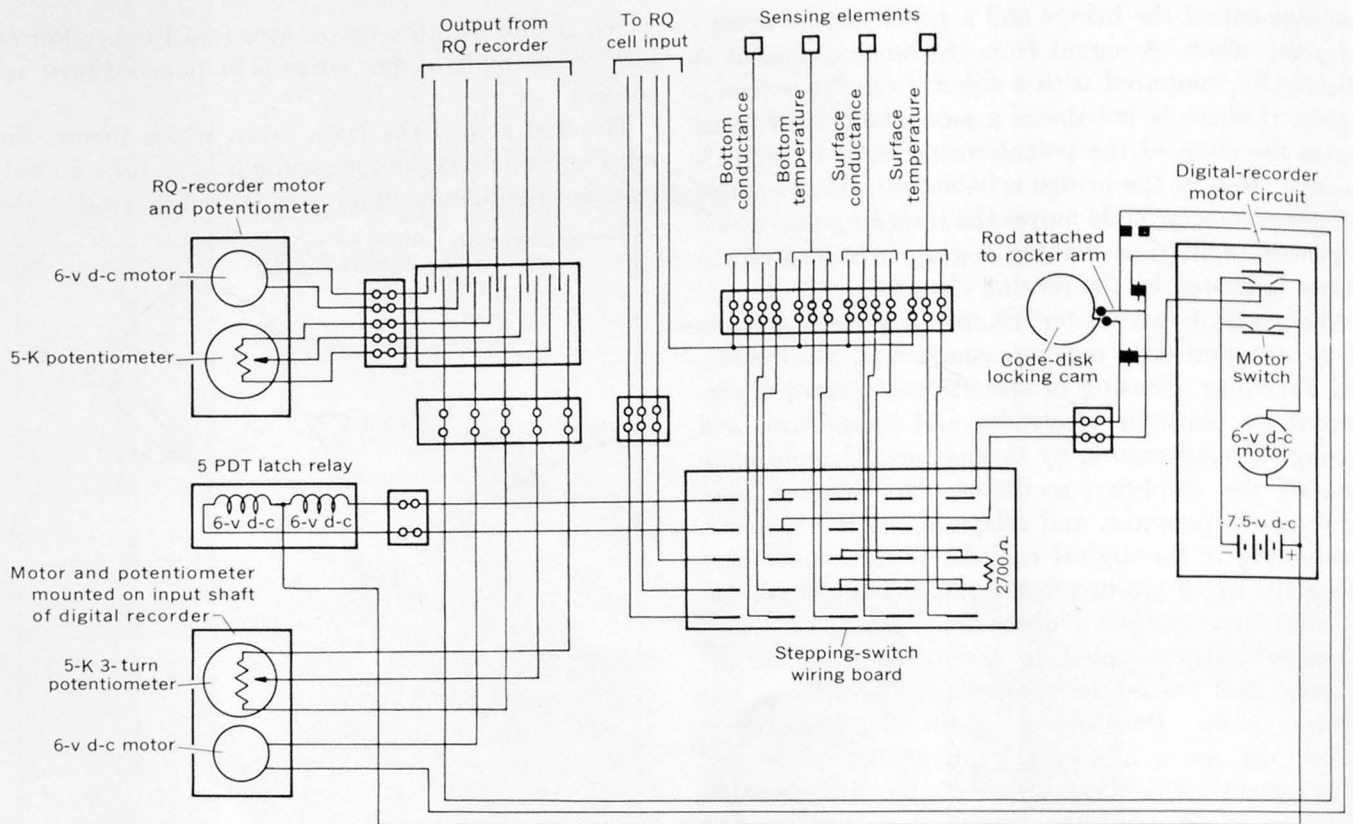 Output from
RQ recorder
To RQ
cell input
Sensing elements
Bottom
conductance
Bottom
temperature
Surface
conductance
Surface
temperature
Digital-recorder
motor circuit
RQ-recorder motor
and potentiometer
6-v d-c motor
5-K potentiometer
Rod attached
to rocker arm
Code-disk
locking cam
Motor
switch
6-v d-c
motor
7.5-v d-c
- +
5 PDT latch relay
6-v d-c 6-v d-c
2700Ω
Stepping-switch
wiring board
Motor and potentiometer
mounted on input shaft
of digital recorder
5-K 3-turn
potentiometer
6-v d-c motor